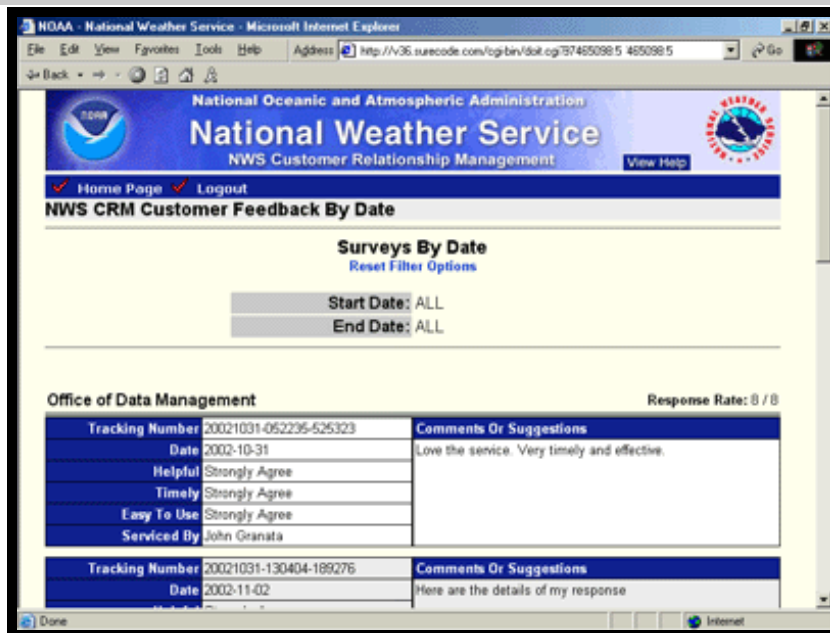 NOAA - National Weather Service - Microsoft Internet Explorer
File Edit View Favorites Tools Help Address http://v36.surecode.com/cgi-bin/doit.cgi?97465098:5 465098:5 Go
Back
National Oceanic and Atmospheric Administration
NOAA National Weather Service
NWS Customer Relationship Management View Help
Home Page Logout
NWS CRM Customer Feedback By Date
Surveys By Date
Reset Filter Options
Start Date: ALL
End Date: ALL
Office of Data Management Response Rate: 8 / 8
Tracking Number 20021031-052235-525323 Comments Or Suggestions
Date 2002-10-31 Love the service. Very timely and effective.
Helpful Strongly Agree
Timely Strongly Agree
Easy To Use Strongly Agree
Serviced By John Granata
Tracking Number 20021031-130404-189276 Comments Or Suggestions
Date 2002-11-02 Here are the details of my response
Done Internet